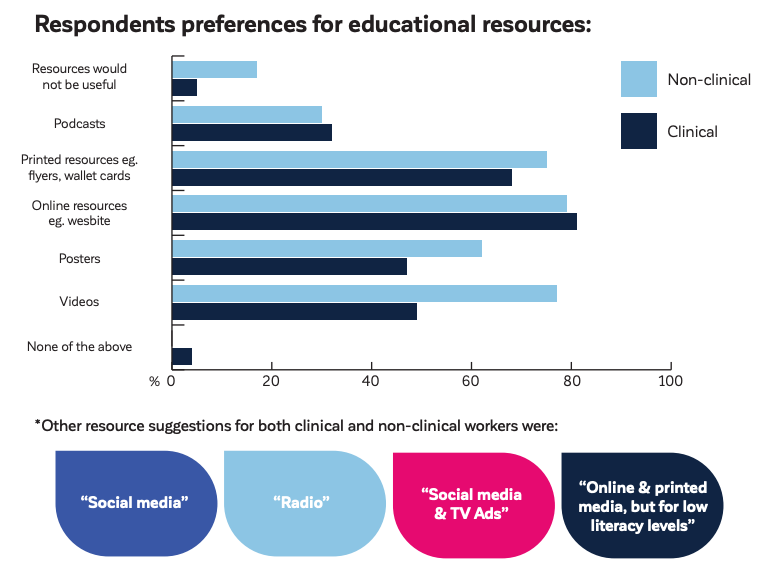 Respondents preferences for educational resources:
Resources would
not be useful
Podcasts
Printed resources eg.
flyers, wallet cards
Online resources
eg. wesbite
Posters
Videos
None of the above
Non-clinical
Clinical
% 0 20 40 60 80 100
*Other resource suggestions for both clinical and non-clinical workers were:
“Social media”
“Radio”
“Social media
& TV Ads”
“Online & printed
media, but for low
literacy levels”